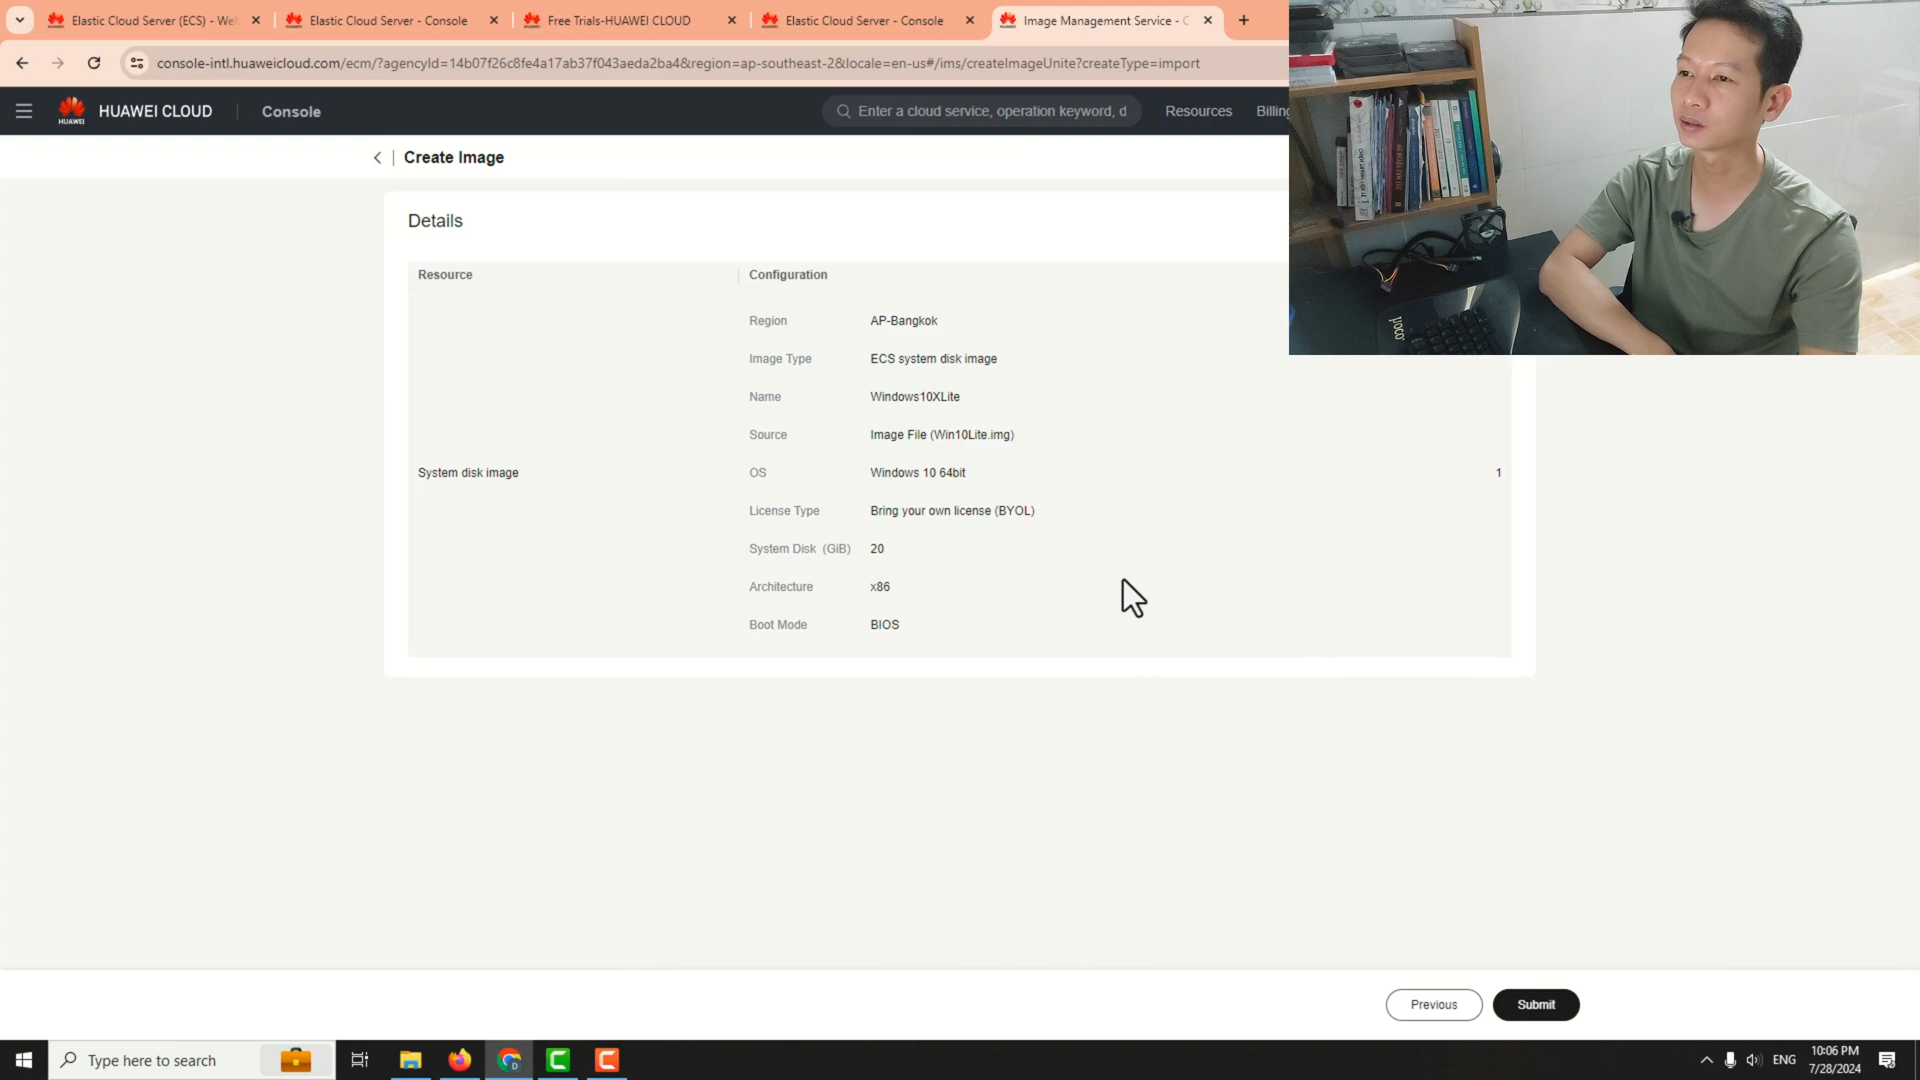 Elastic Cloud Server (ECS) - We
Elastic Cloud Server - Console
Free Trials-HUAWEI CLOUD
Elastic Cloud Server - Console
Image Management Service - C
console-intl.huaweicloud.com/ecm/?agencyId=14b07f26c8fe4a17ab37f043aeda2ba4&region=ap-southeast-2&locale=en-us#/ims/createImageUnite?createType=import
HUAWEI
HUAWEI CLOUD
Console
Enter a cloud service, operation keyword, d
Resources
Billing
Create Image
Details
Resource
Configuration
Region AP-Bangkok
Image Type ECS system disk image
Name Windows10XLite
Source Image File (Win10Lite.img)
System disk image
OS Windows 10 64bit
1
License Type Bring your own license (BYOL)
System Disk (GiB) 20
Architecture x86
Boot Mode BIOS
Previous
Submit
Type here to search
ENG
10:06 PM
7/28/2024